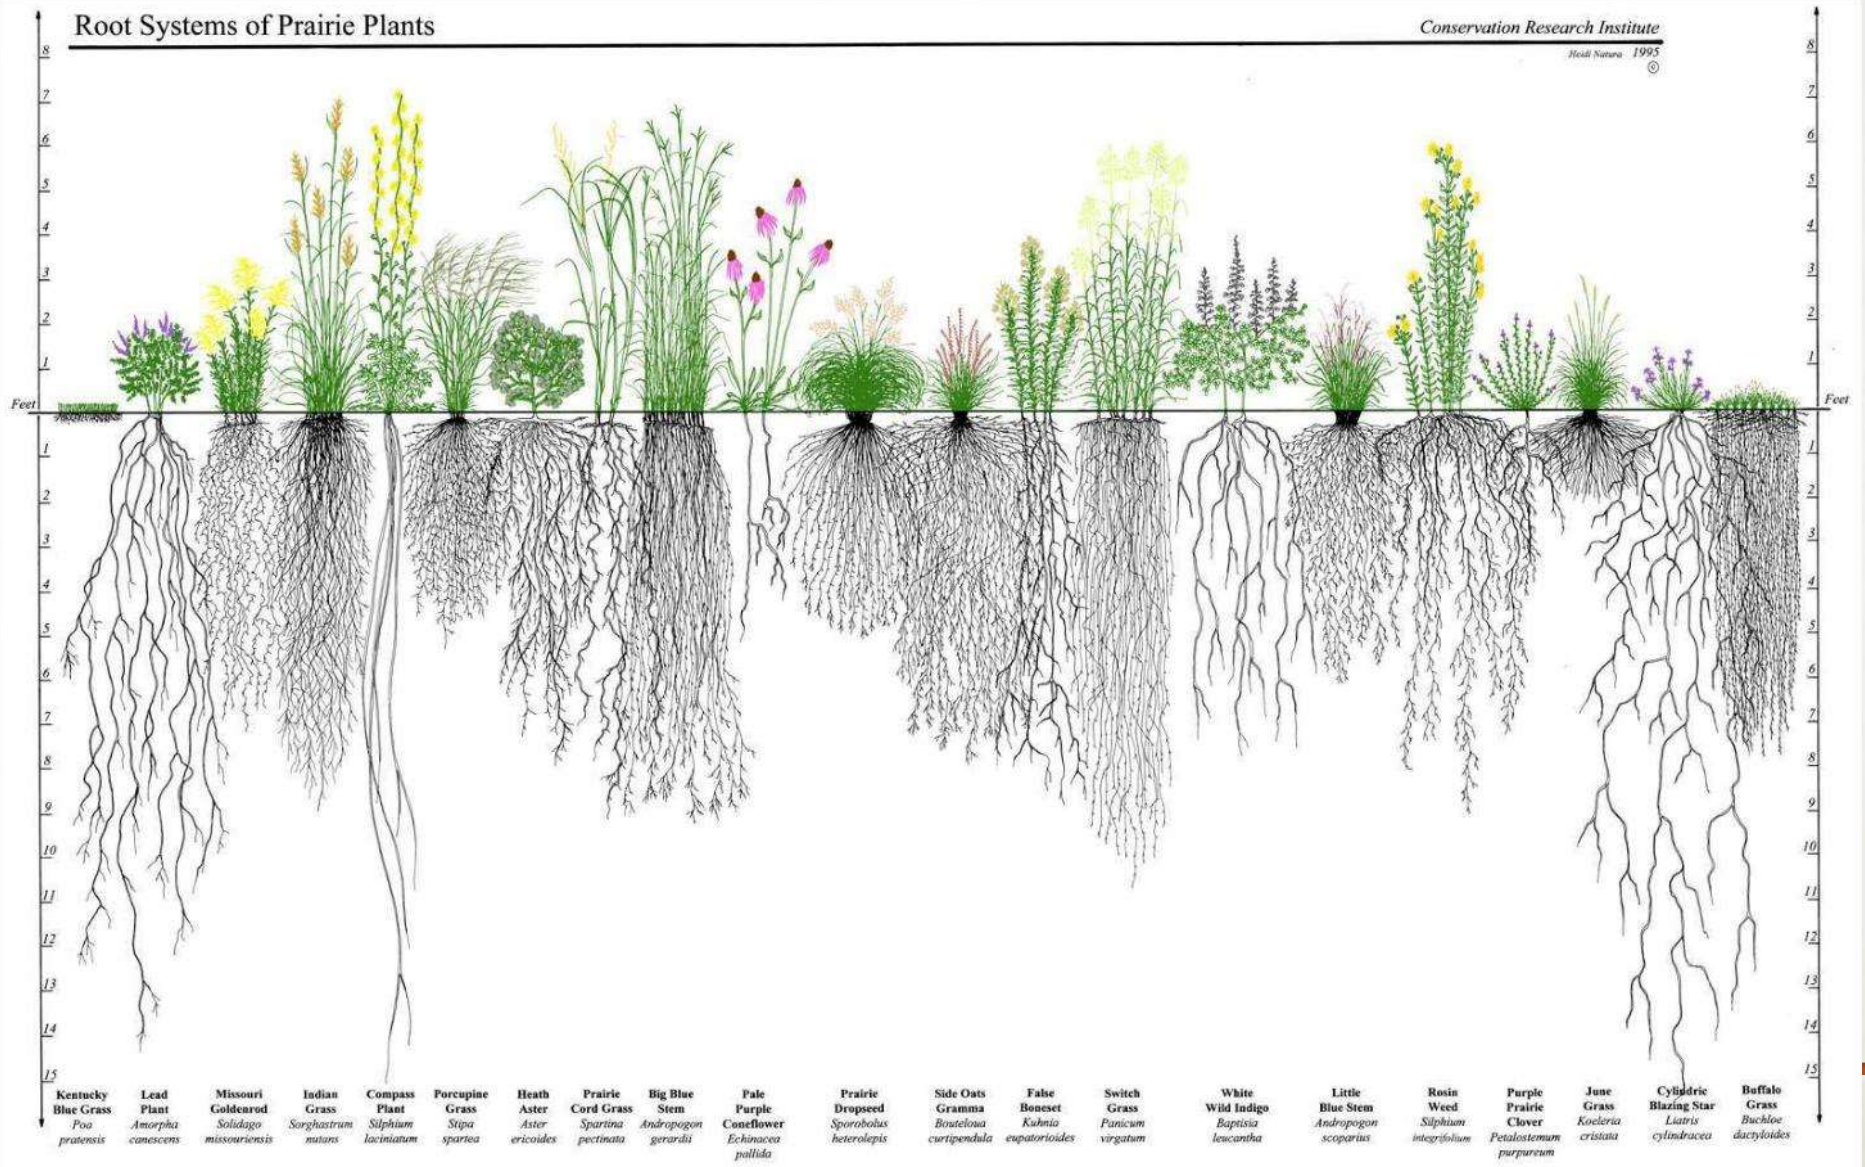 Root Systems of Prairie Plants
Conservation Research Institute
Heidi Natura 1995
©
8
7
6
5
4
3
2
1
Feet
1
2
3
4
5
6
7
8
9
10
11
12
13
14
15
8
7
6
5
4
3
2
1
Feet
1
2
3
4
5
6
7
8
9
10
11
12
13
14
15
Kentucky
Blue Grass
Poa
pratensis
Lead
Plant
Amorpha
canescens
Missouri
Goldenrod
Solidago
missouriensis
Indian
Grass
Sorghastrum
nutans
Compass
Plant
Silphium
laciniatum
Porcupine
Grass
Stipa
spartea
Heath
Aster
Aster
ericoides
Prairie
Cord Grass
Spartina
pectinata
Big Blue
Stem
Andropogon
gerardii
Pale
Purple
Coneflower
Echinacea
pallida
Prairie
Dropseed
Sporobolus
heterolepis
Side Oats
Gramma
Bouteloua
curtipendula
False
Boneset
Kuhnia
eupatorioides
Switch
Grass
Panicum
virgatum
White
Wild Indigo
Baptisia
leucantha
Little
Blue Stem
Andropogon
scoparius
Rosin
Weed
Silphium
integrifolium
Purple
Prairie
Clover
Petalostemum
purpureum
June
Grass
Koeleria
cristata
Cylindric
Blazing Star
Liatris
cylindracea
Buffalo
Grass
Buchloe
dactyloides